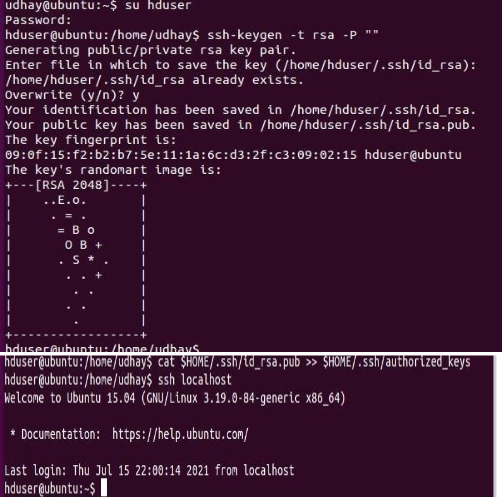 udhay@ubuntu:~$ su hduser
Password:
hduser@ubuntu:/home/udhay$ ssh-keygen -t rsa -P ""
Generating public/private rsa key pair.
Enter file in which to save the key (/home/hduser/.ssh/id_rsa):
/home/hduser/.ssh/id_rsa already exists.
Overwrite (y/n)? y
Your identification has been saved in /home/hduser/.ssh/id_rsa.
Your public key has been saved in /home/hduser/.ssh/id_rsa.pub.
The key fingerprint is:
09:0f:15:f2:b2:b7:5e:11:1a:6c:d3:2f:c3:09:02:15 hduser@ubuntu
The key's randomart image is:
+---[RSA 2048]----+
|    ..E.o.       |
|     . = .       |
|      = B o      |
|       O B +     |
|      . S * .    |
|       . . +     |
|        . .      |
|       . .       |
|        .        |
+-----------------+
hduser@ubuntu:/home/udhay$
hduser@ubuntu:/home/udhay$ cat $HOME/.ssh/id_rsa.pub >> $HOME/.ssh/authorized_keys
hduser@ubuntu:/home/udhay$ ssh localhost
Welcome to Ubuntu 15.04 (GNU/Linux 3.19.0-84-generic x86_64)
* Documentation:  https://help.ubuntu.com/
Last login: Thu Jul 15 22:00:14 2021 from localhost
hduser@ubuntu:~$